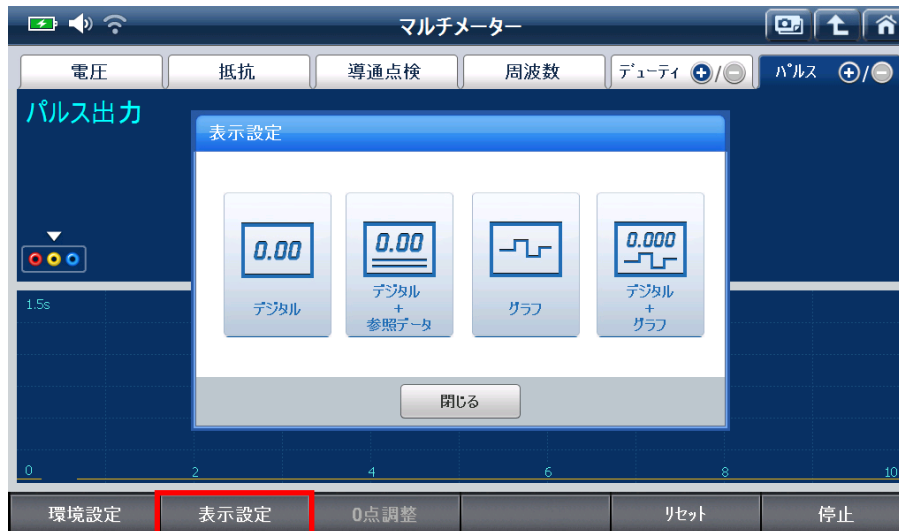 マルチメーター
電圧
抵抗
導通点検
周波数
デューティ +/-
パルス +/-
パルス出力
表示設定
0.00
デジタル
0.00
デジタル
+
参照データ
グラフ
0.000
デジタル
+
グラフ
閉じる
1.5s
0
2
4
6
8
10
環境設定
表示設定
0点調整
リセット
停止